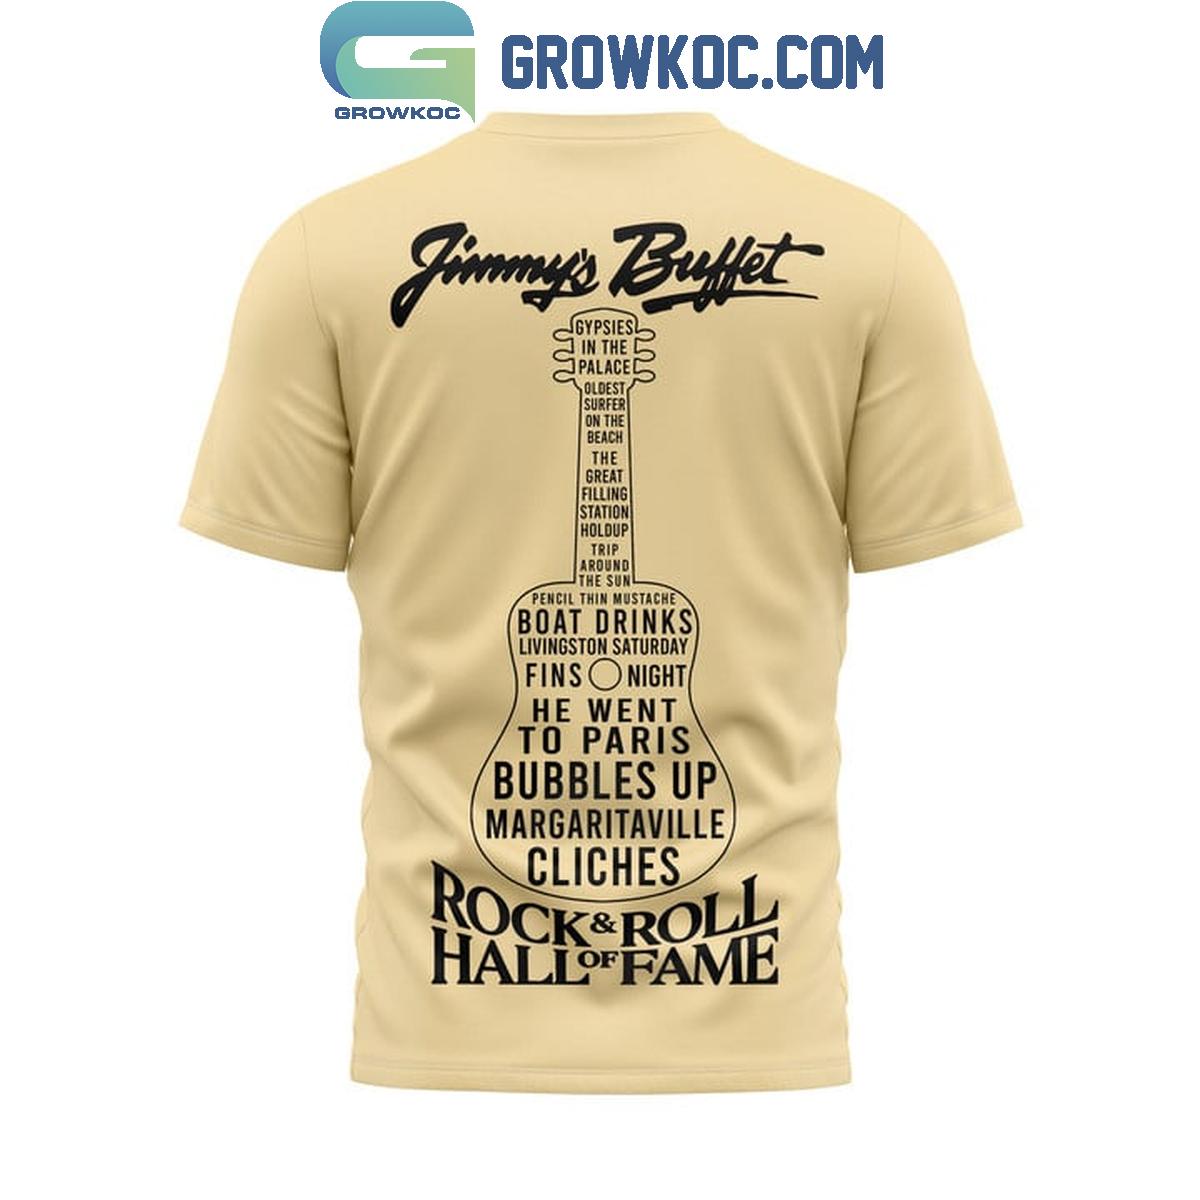 GROWKOC
GROWKOC.COM
Jimmy's Buffet
GYPSIES
IN THE
PALACE
OLDEST
SURFER
ON THE
BEACH
THE
GREAT
FILLING
STATION
HOLDUP
TRIP
AROUND
THE SUN
PENCIL THIN MUSTACHE
BOAT DRINKS
LIVINGSTON SATURDAY
FINS NIGHT
HE WENT
TO PARIS
BUBBLES UP
MARGARITAVILLE
CLICHES
ROCK & ROLL
HALL OF FAME